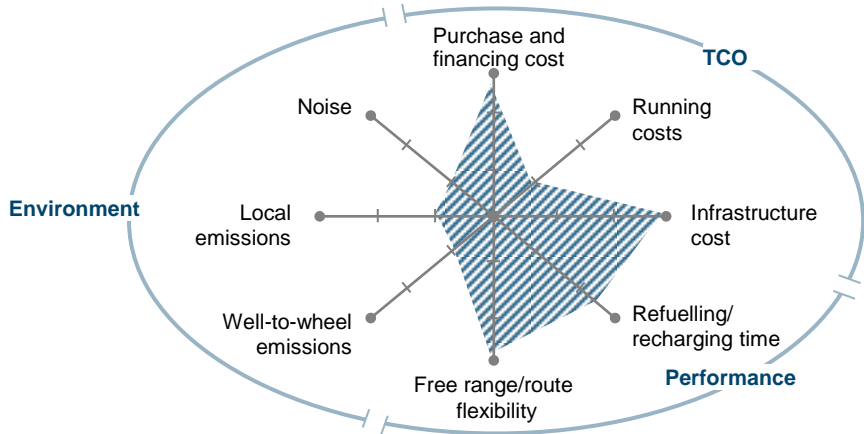 Purchase and
financing cost
TCO
Noise
Running
costs
Environment
Local
emissions
Infrastructure
cost
Well-to-wheel
emissions
Refuelling/
recharging time
Free range/route
flexibility
Performance